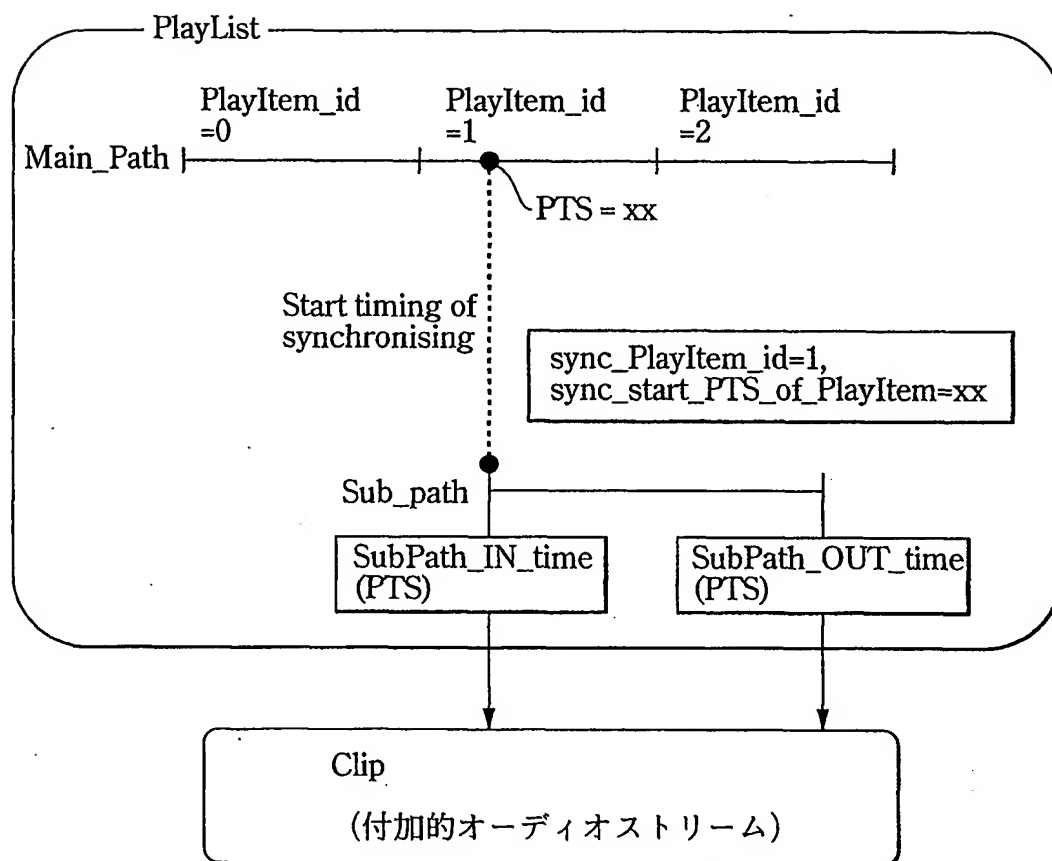 PlayList
PlayItem_id
=0
PlayItem_id
=1
PlayItem_id
=2
Main_Path
PTS = xx
Start timing of
synchronising
sync_PlayItem_id=1,
sync_start_PTS_of_PlayItem=xx
Sub_path
SubPath_IN_time
(PTS)
SubPath_OUT_time
(PTS)
Clip
(付加的オーディオストリーム)